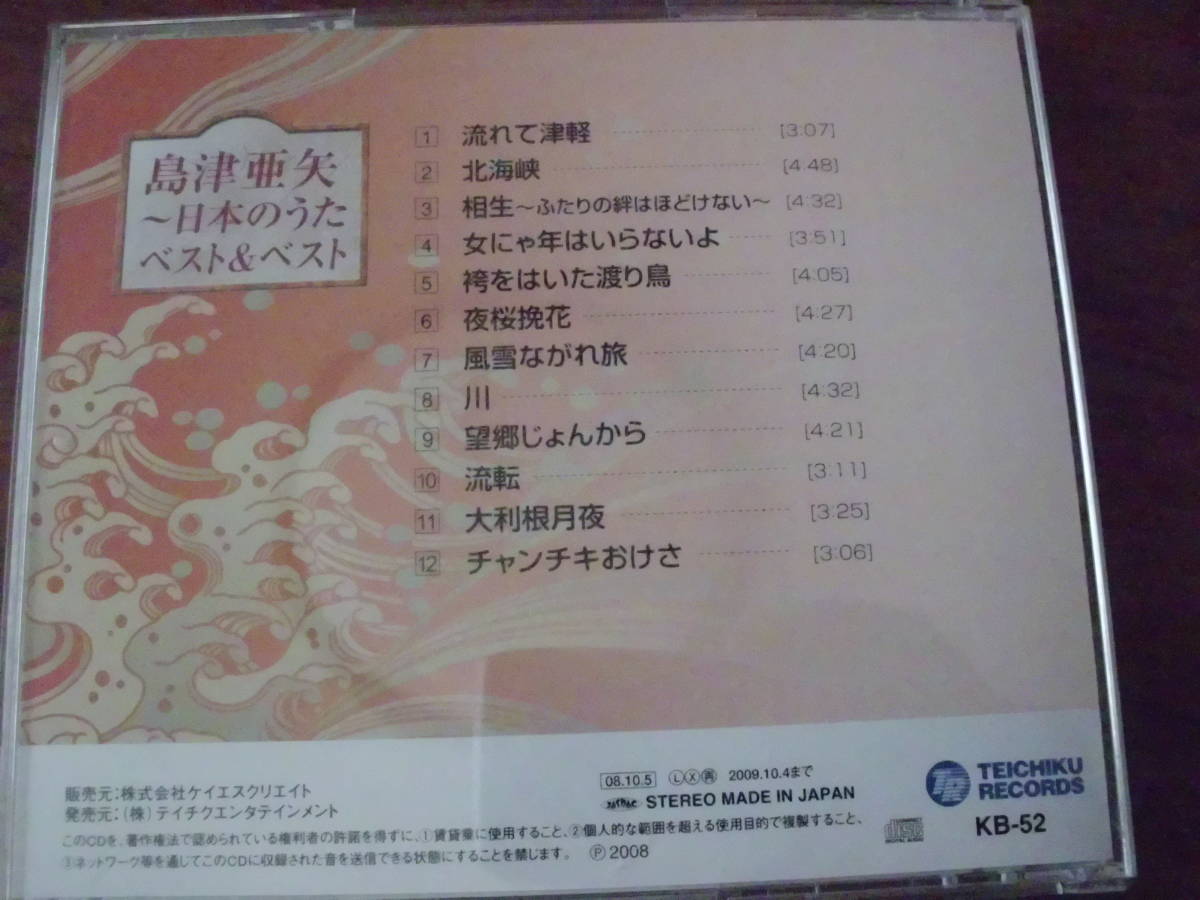 島津亜矢
～日本のうた
ベスト&ベスト
1 流れて津軽 [3:07]
2 北海峡 [4:48]
3 相生～ふたりの絆はほどけない～ [4:32]
4 女にゃ年はいらないよ [3:51]
5 袴をはいた渡り鳥 [4:05]
6 夜桜挽花 [4:27]
7 風雪ながれ旅 [4:20]
8 川 [4:32]
9 望郷じょんから [4:21]
10 流転 [3:11]
11 大利根月夜 [3:25]
12 チャンチキおけさ [3:06]
販売元:株式会社ケイエスクリエイト
発売元:(株)テイチクエンタテインメント
08.10.5 Ⓛ Ⓧ 再 2009.10.4まで
STEREO MADE IN JAPAN
このCDを、著作権法で認められている権利者の許諾を得ずに、①賃貸業に使用すること、②個人的な範囲を超える使用目的で複製すること、
③ネットワーク等を通じてこのCDに収録された音を送信できる状態にすることを禁じます。 Ⓟ2008
TEICHIKU
RECORDS
KB-52